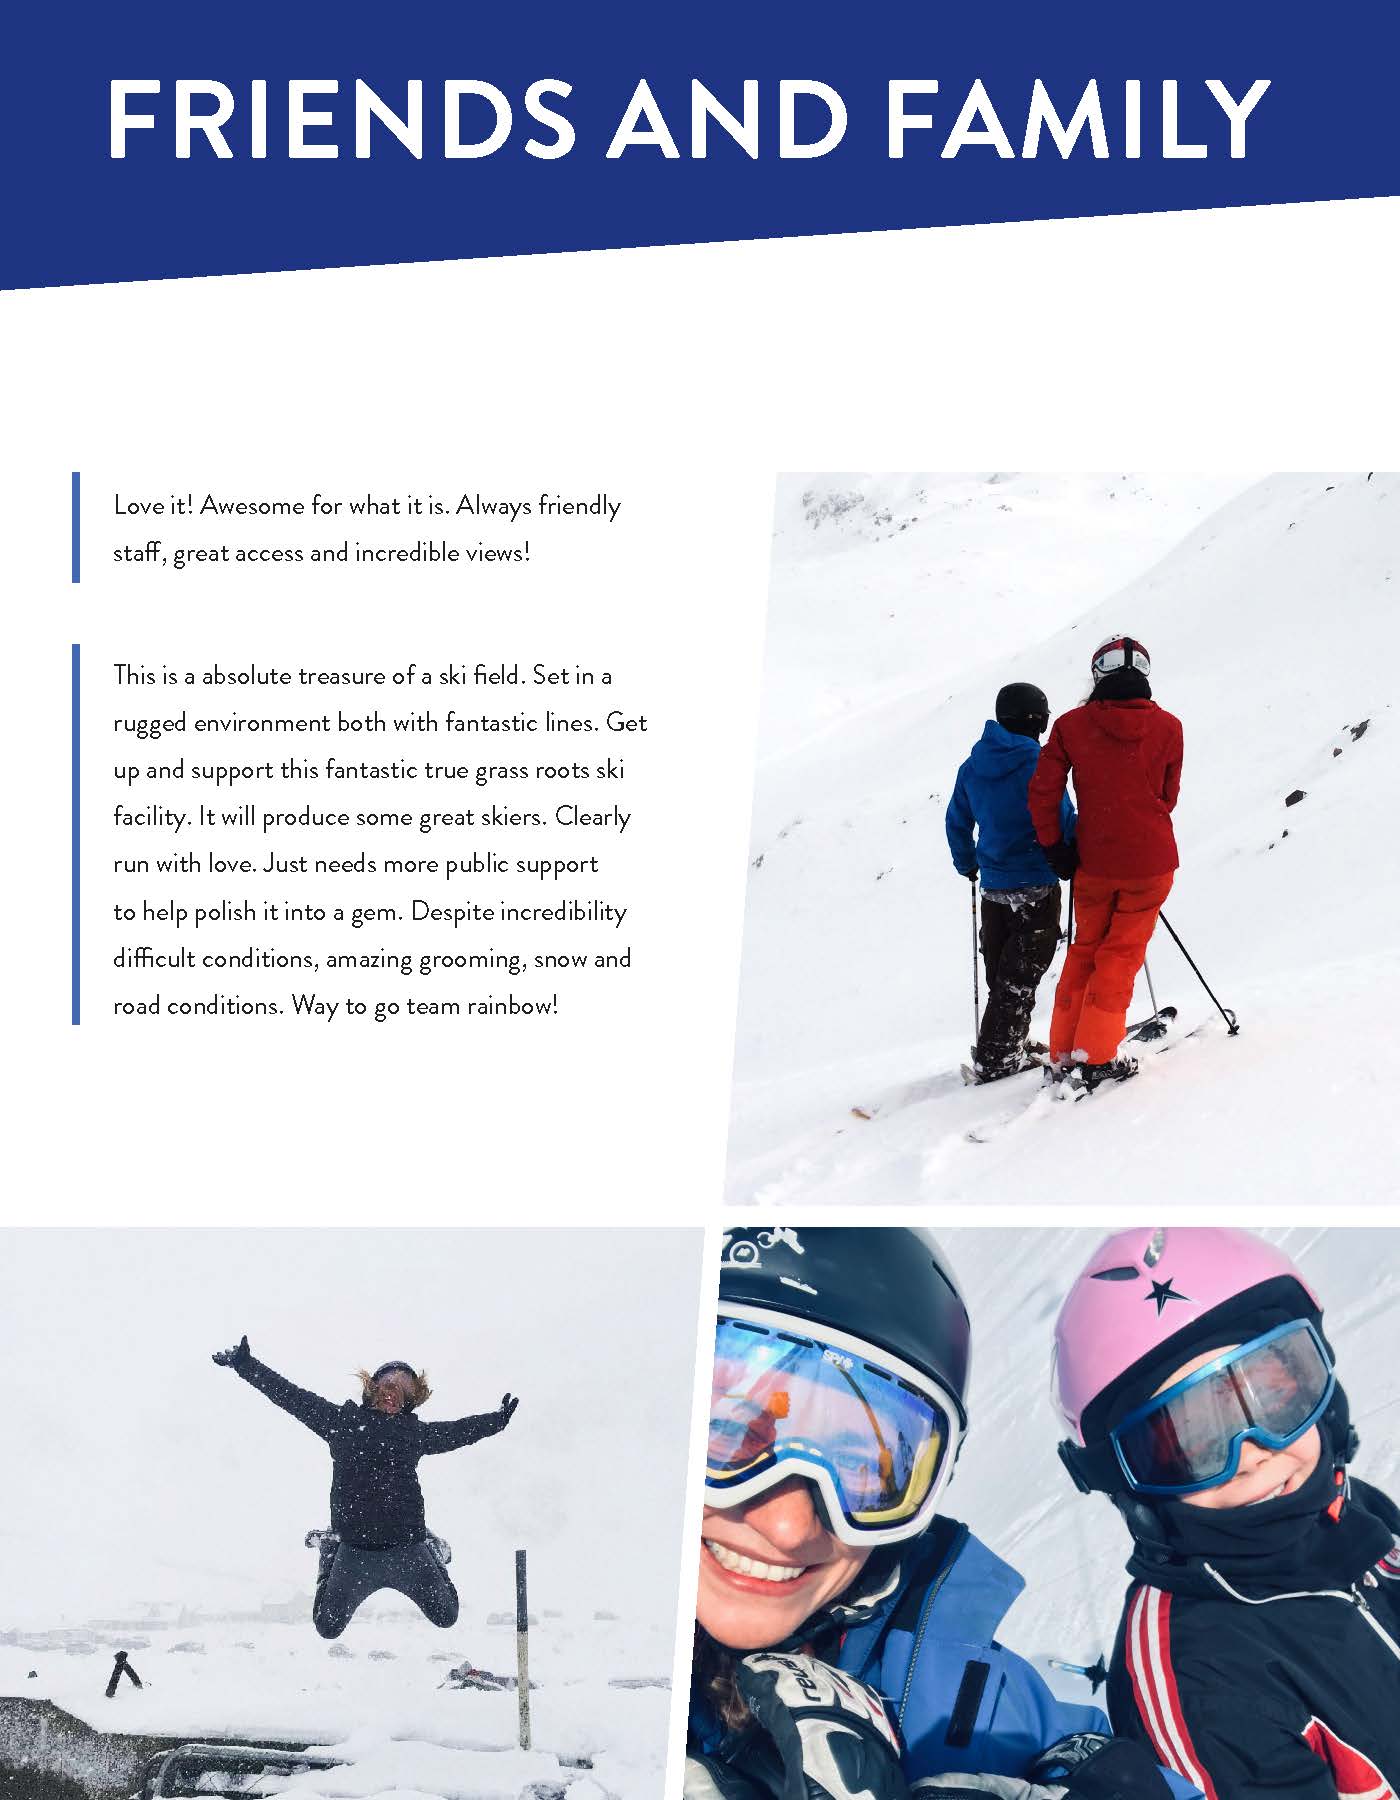 FRIENDS AND FAMILY
Love it! Awesome for what it is. Always friendly
staff, great access and incredible views!
This is a absolute treasure of a ski field. Set in a
rugged environment both with fantastic lines. Get
up and support this fantastic true grass roots ski
facility. It will produce some great skiers. Clearly
run with love. Just needs more public support
to help polish it into a gem. Despite incredibility
difficult conditions, amazing grooming, snow and
road conditions. Way to go team rainbow!
SPY
reusch